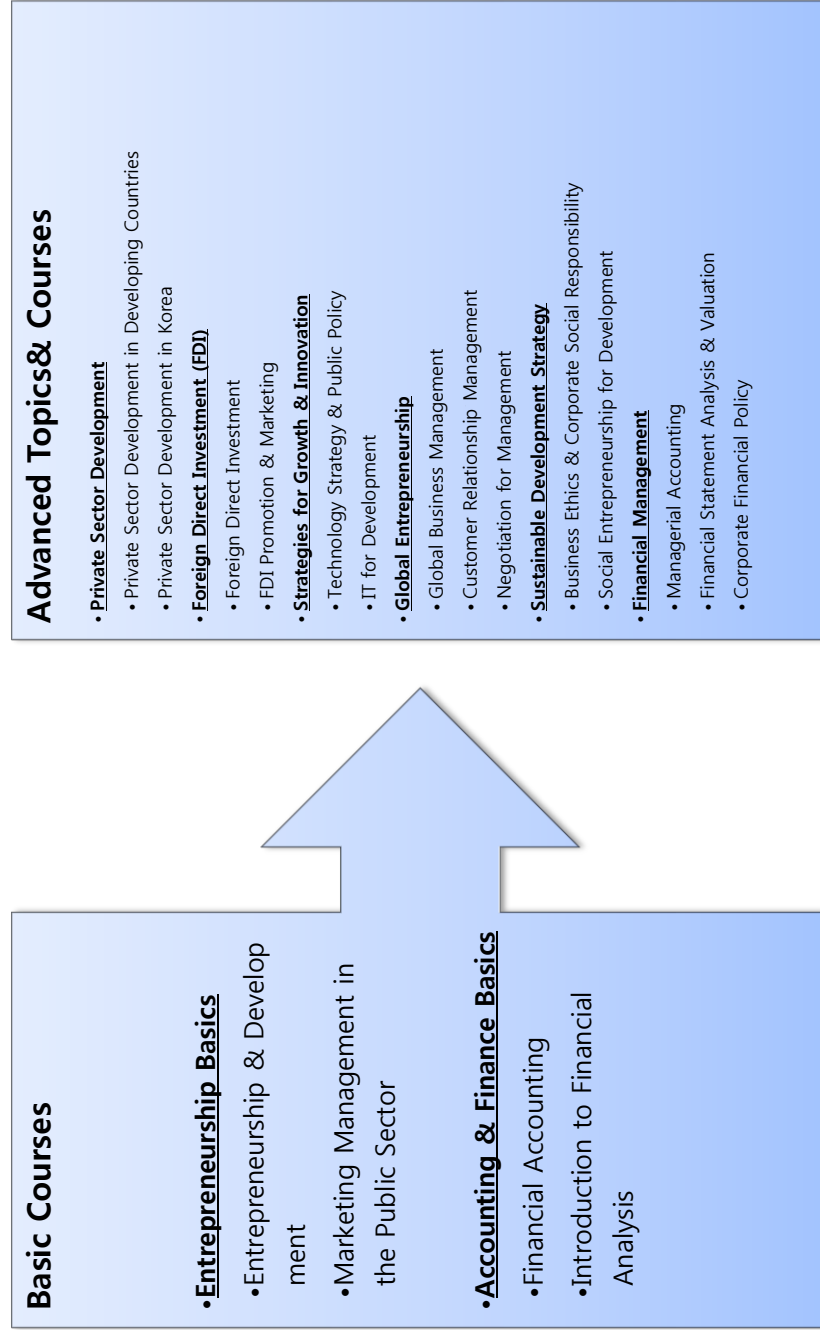 Basic Courses
•Entrepreneurship Basics
•Entrepreneurship & Develop
ment
•Marketing Management in
the Public Sector
•Accounting & Finance Basics
•Financial Accounting
•Introduction to Financial
Analysis
Advanced Topics& Courses
• Private Sector Development
• Private Sector Development in Developing Countries
• Private Sector Development in Korea
• Foreign Direct Investment (FDI)
• Foreign Direct Investment
• FDI Promotion & Marketing
• Strategies for Growth & Innovation
• Technology Strategy & Public Policy
• IT for Development
• Global Entrepreneurship
• Global Business Management
• Customer Relationship Management
• Negotiation for Management
• Sustainable Development Strategy
• Business Ethics & Corporate Social Responsibility
• Social Entrepreneurship for Development
• Financial Management
• Managerial Accounting
• Financial Statement Analysis & Valuation
• Corporate Financial Policy